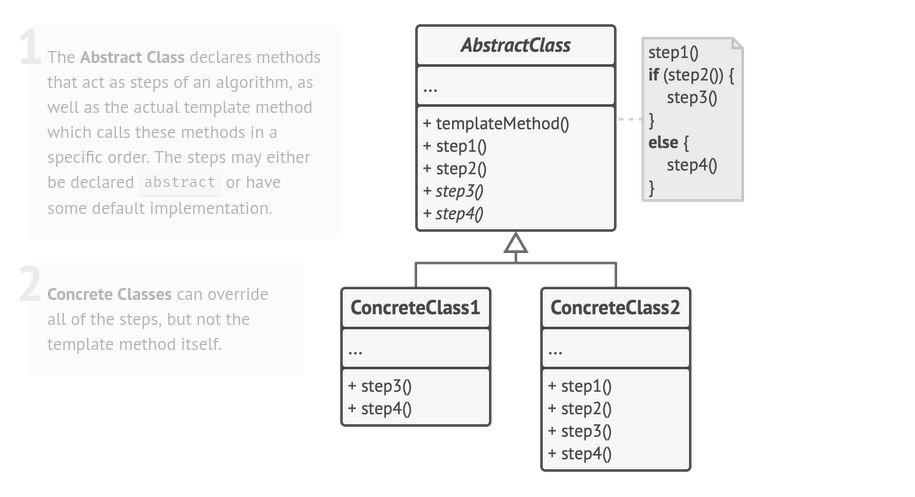 1
The Abstract Class declares methods
that act as steps of an algorithm, as
well as the actual template method
which calls these methods in a
specific order. The steps may either
be declared abstract or have
some default implementation.
2
Concrete Classes can override
all of the steps, but not the
template method itself.
AbstractClass
...
+ templateMethod()
+ step1()
+ step2()
+ step3()
+ step4()
step1()
if (step2()) {
step3()
}
else {
step4()
}
ConcreteClass1
...
+ step3()
+ step4()
ConcreteClass2
...
+ step1()
+ step2()
+ step3()
+ step4()